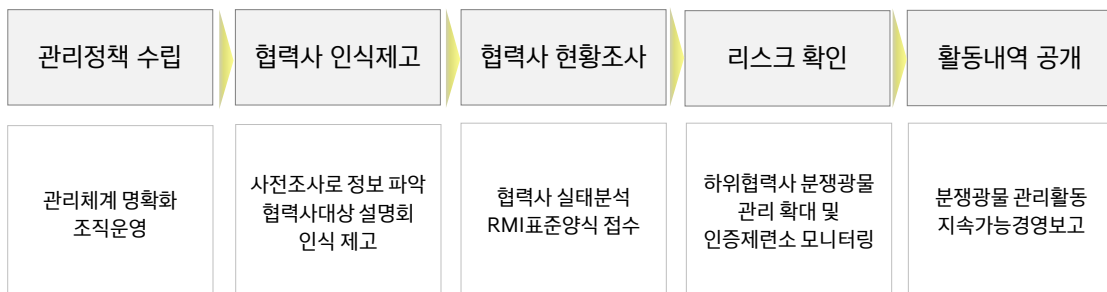 관리정책 수립
협력사 인식제고
협력사 현황조사
리스크 확인
활동내역 공개
관리체계 명확화
조직운영
사전조사로 정보 파악
협력사대상 설명회
인식 제고
협력사 실태분석
RMI표준양식 접수
하위협력사 분쟁광물
관리 확대 및
인증제련소 모니터링
분쟁광물 관리활동
지속가능경영보고